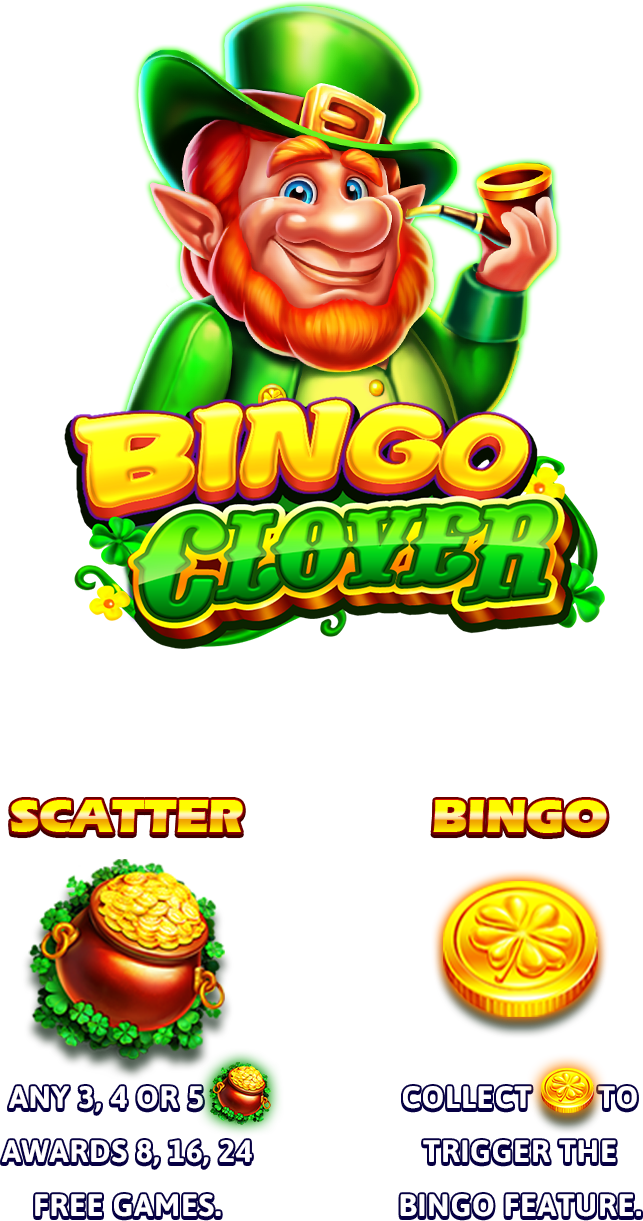 BINGO
CLOVER
SCATTER
ANY 3, 4 OR 5
AWARDS 8, 16, 24
FREE GAMES.
BINGO
COLLECT TO
TRIGGER THE
BINGO FEATURE.